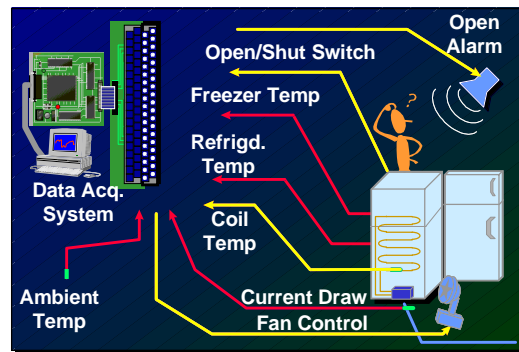 Open
Alarm
Open/Shut Switch
Freezer Temp
Refrigd.
Temp
Data Acq.
System
Coil
Temp
Ambient
Temp
Current Draw
Fan Control
?